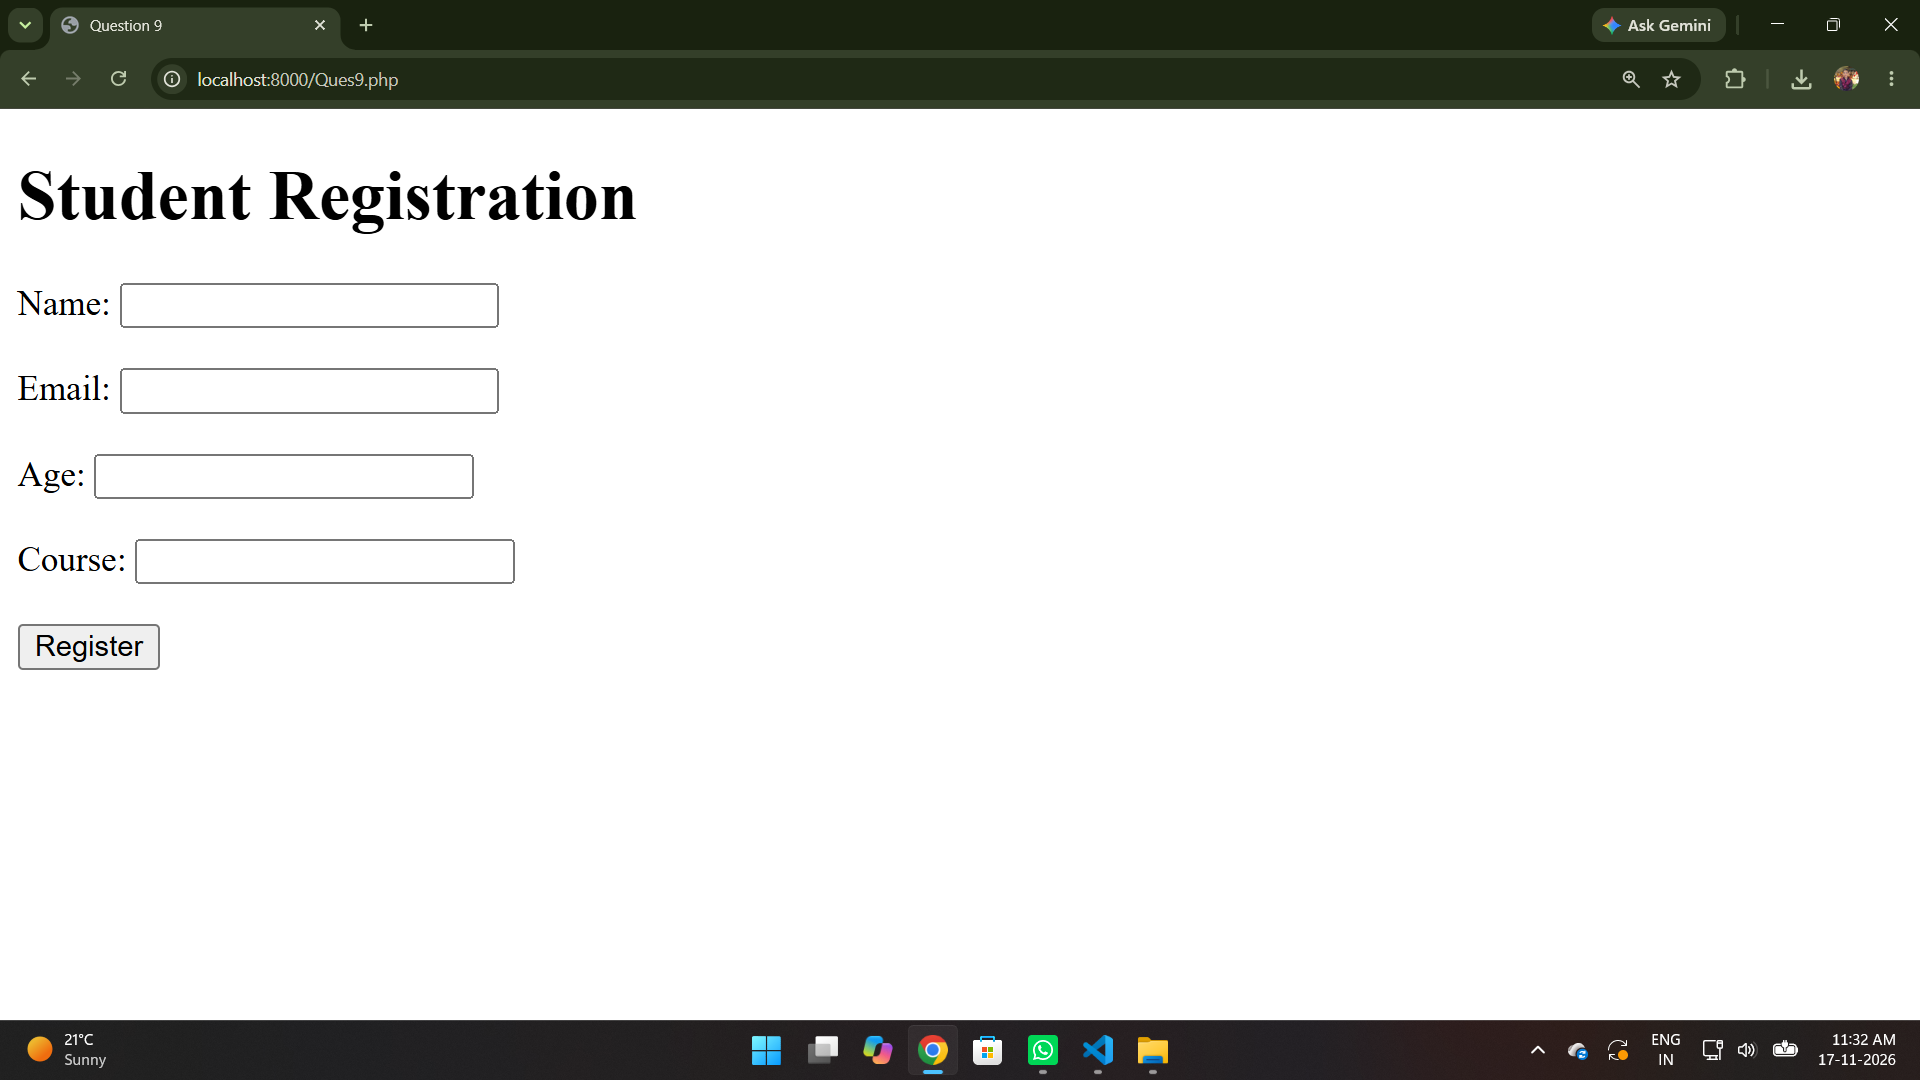 Question 9
Ask Gemini
localhost:8000/Ques9.php
Student Registration
Name:
Email:
Age:
Course:
Register
21°C
Sunny
ENG
IN
11:32 AM
17-11-2026